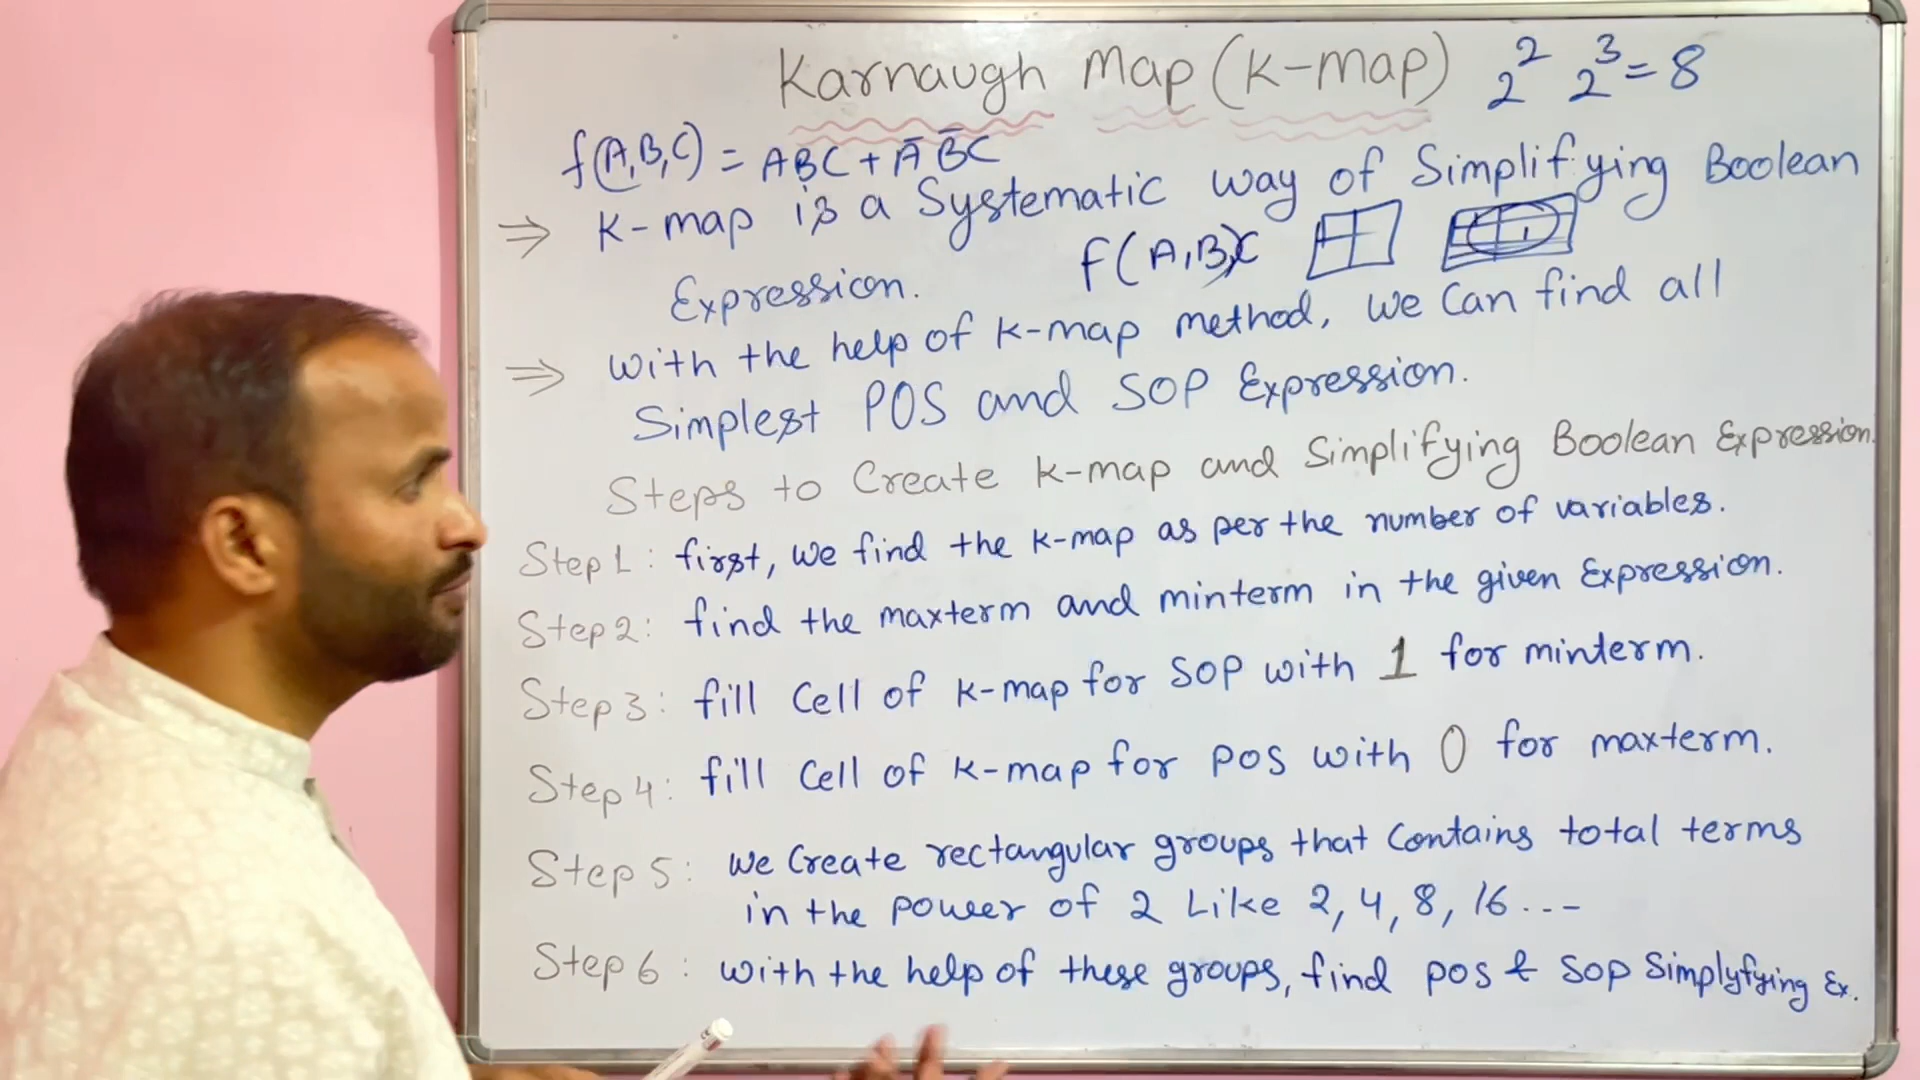 Karnaugh Map (K-map) 2² 2³ = 8
f(A,B,C) = ABC + A̅ B̅C
⇒ K-map is a Systematic way of Simplifying Boolean
Expression. f(A,B,C
⇒ with the help of K-map method, we can find all
Simplest POS and SOP Expression.
Steps to Create K-map and Simplifying Boolean Expression.
Step 1 : first, we find the K-map as per the number of variables.
Step 2 : find the maxterm and minterm in the given Expression.
Step 3 : fill Cell of K-map for SOP with 1 for minterm.
Step 4 : fill Cell of K-map for POS with 0 for maxterm.
Step 5 : we Create rectangular groups that Contains total terms
in the power of 2 Like 2, 4, 8, 16 ...-
Step 6 : with the help of these groups, find POS & SOP Simplyfying Ex.